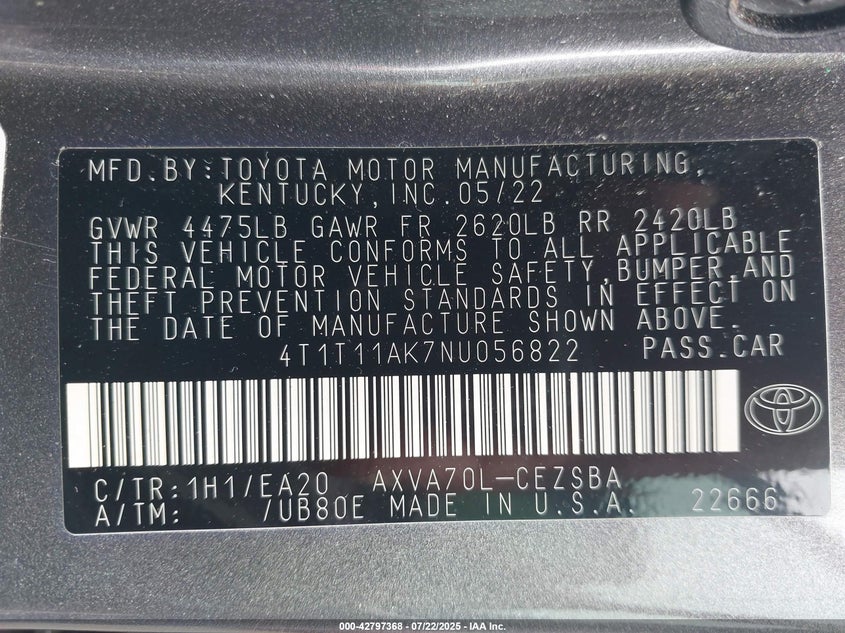 MFD.BY:TOYOTA MOTOR MANUFACTURING,
KENTUCKY,INC.05/22
GVWR 4475LB GAWR FR 2620LB RR 2420LB
THIS VEHICLE CONFORMS TO ALL APPLICABLE
FEDERAL MOTOR VEHICLE SAFETY,BUMPER,AND
THEFT PREVENTION STANDARDS IN EFFECT ON
THE DATE OF MANUFACTURE SHOWN ABOVE.
4T1T11AK7NU056822 PASS.CAR
C/TR:1H1/EA20 AXVA70L-CEZSBA
A/TM: /UB80E MADE IN U.S.A. 22666
000-42797368 - 07/22/2025 - IAA Inc.